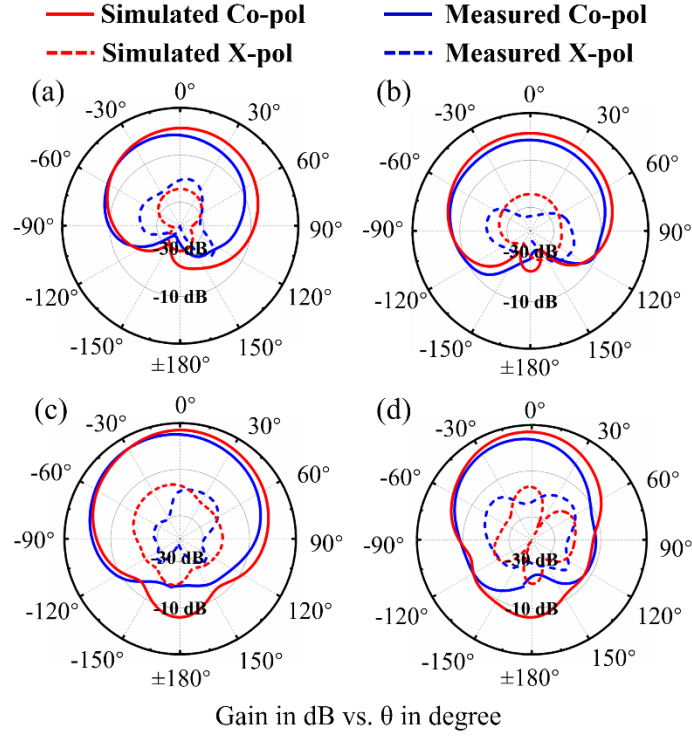 Simulated Co-pol Measured Co-pol
Simulated X-pol Measured X-pol
(a) 0° (b) 0°
-30° 30° -30° 30°
-60° 60° -60° 60°
-90° 90° -90° 90°
-30 dB -30 dB
-120° -10 dB 120° -120° -10 dB 120°
-150° 150° -150° 150°
±180° ±180°
(c) 0° (d) 0°
-30° 30° -30° 30°
-60° 60° -60° 60°
-90° 90° -90° 90°
-30 dB -30 dB
-120° -10 dB 120° -120° -10 dB 120°
-150° 150° -150° 150°
±180° ±180°
Gain in dB vs. θ in degree